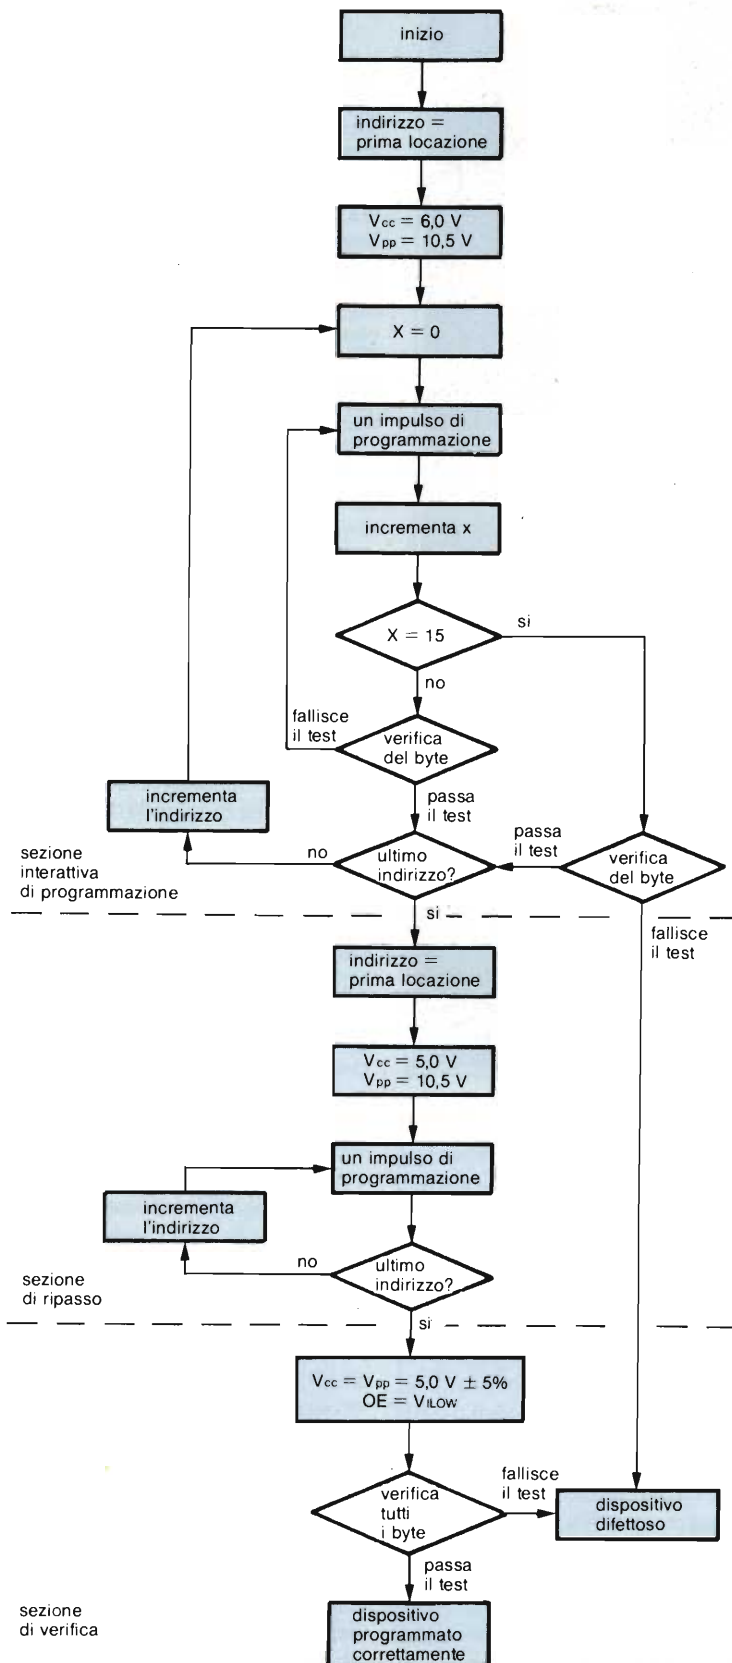 inizio
indirizzo =
prima locazione
Vcc = 6,0 V
Vpp = 10,5 V
X = 0
un impulso di
programmazione
incrementa x
X = 15
si
no
fallisce
il test
verifica
del byte
incrementa
l'indirizzo
passa
il test
no
ultimo
indirizzo?
passa
il test
verifica
del byte
sezione
interattiva
di programmazione
si
fallisce
il test
indirizzo =
prima locazione
Vcc = 5,0 V
Vpp = 10,5 V
un impulso di
programmazione
incrementa
l'indirizzo
no
ultimo
indirizzo?
sezione
di ripasso
si
Vcc = Vpp = 5,0 V ± 5%
OE = VILOW
verifica
tutti
i byte
fallisce
il test
dispositivo
difettoso
passa
il test
sezione
di verifica
dispositivo
programmato
correttamente